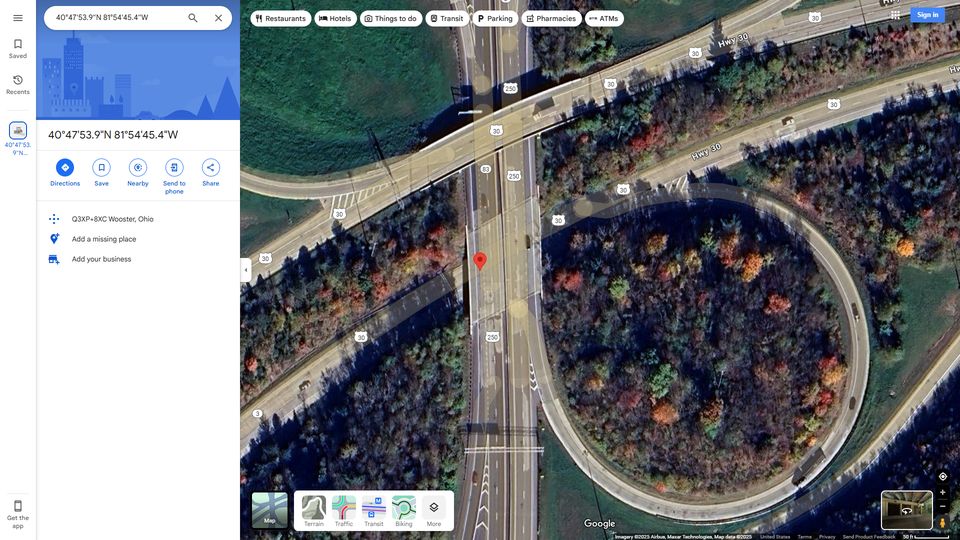 40°47'53.9"N 81°54'45.4"W
Restaurants
Hotels
Things to do
Transit
Parking
Pharmacies
ATMs
Sign in
Saved
Recents
40°47'53.
9"N...
40°47'53.9"N 81°54'45.4"W
Directions
Save
Nearby
Send to
phone
Share
Q3XP+8XC Wooster, Ohio
Add a missing place
Add your business
Get the
app
30
Hwy 30
30
30
250
30
30
Hwy 30
83
250
30
30
30
30
30
250
3
Map
Terrain
Traffic
Transit
Biking
More
Google
Imagery ©2025 Airbus, Maxar Technologies, Map data ©2025
United States
Terms
Privacy
Send Product Feedback
50 ft